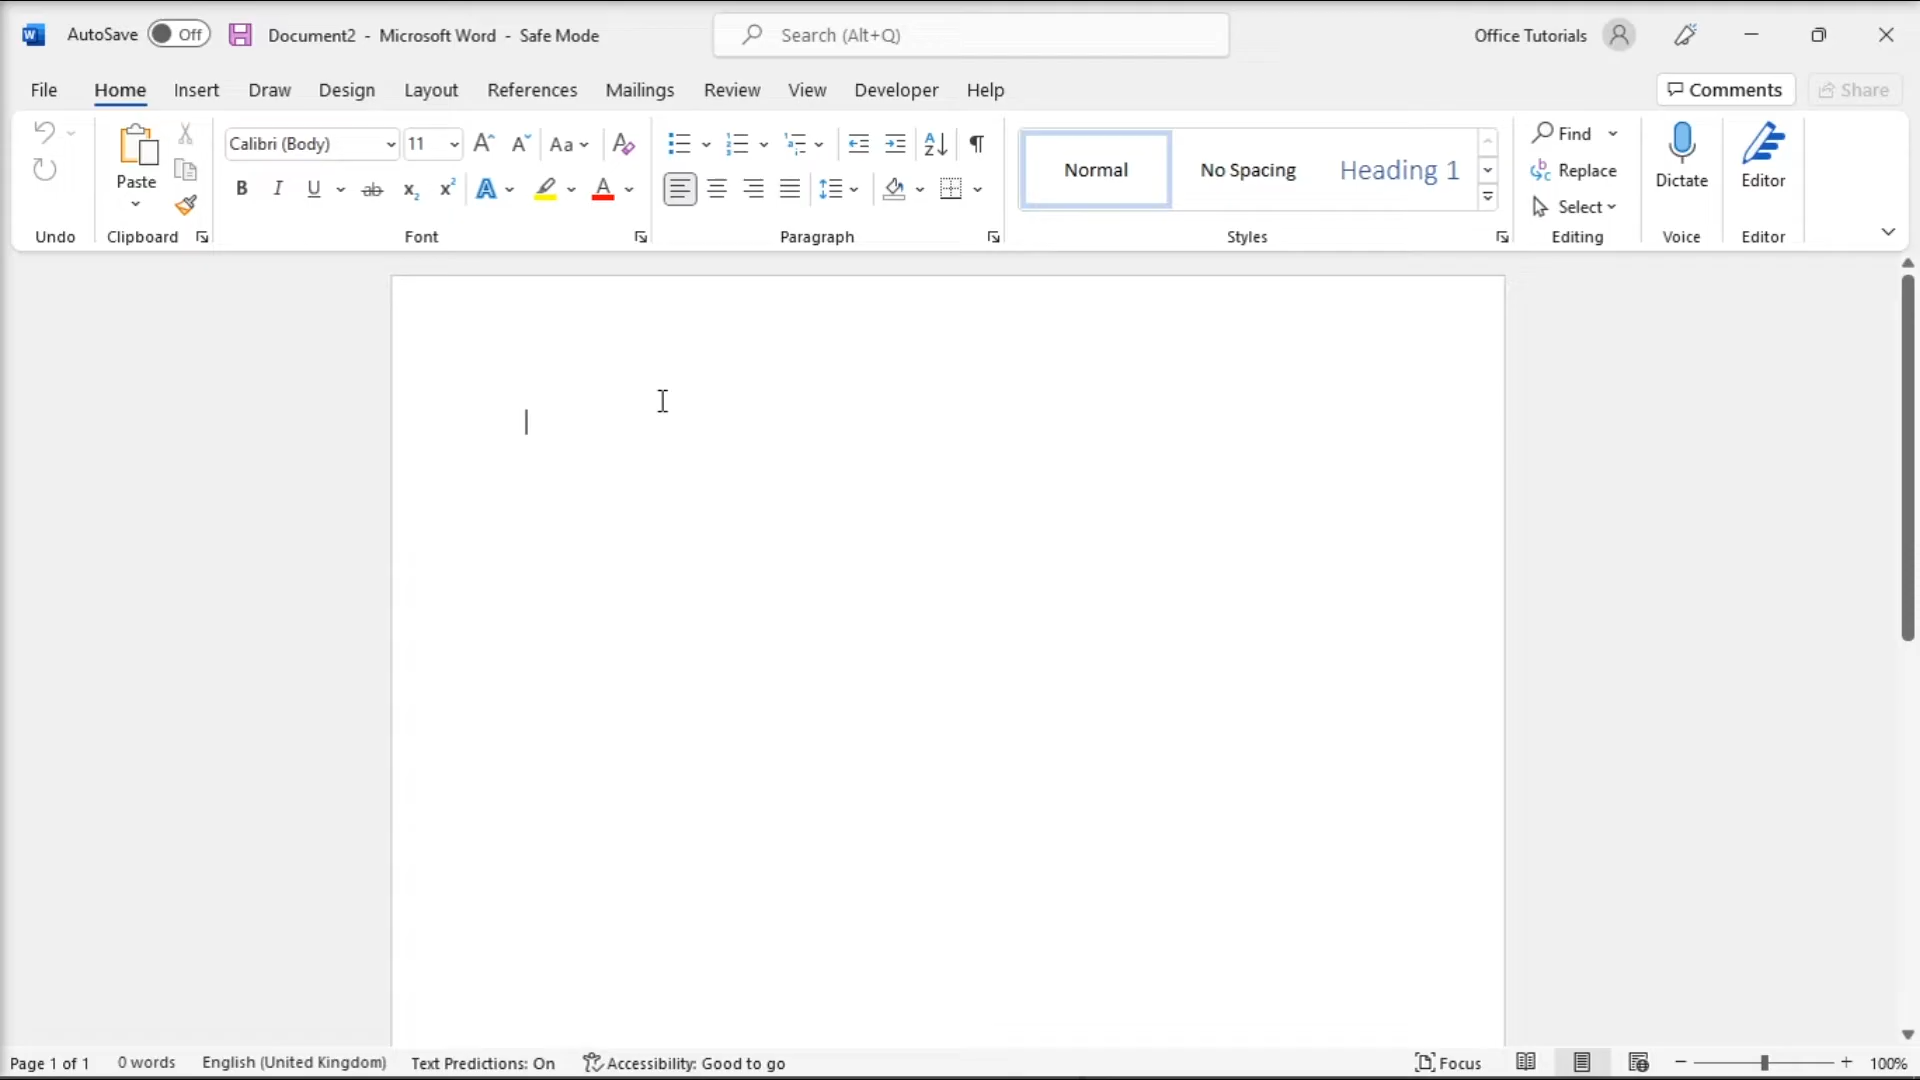 AutoSave Off Document2 - Microsoft Word - Safe Mode Search (Alt+Q) Office Tutorials
File Home Insert Draw Design Layout References Mailings Review View Developer Help Comments Share
Calibri (Body) 11 Aa Find
Paste Normal No Spacing Heading 1 Replace Dictate Editor
B I U ab Select
Undo Clipboard Font Paragraph Styles Editing Voice Editor
Page 1 of 1 0 words English (United Kingdom) Text Predictions: On Accessibility: Good to go Focus 100%